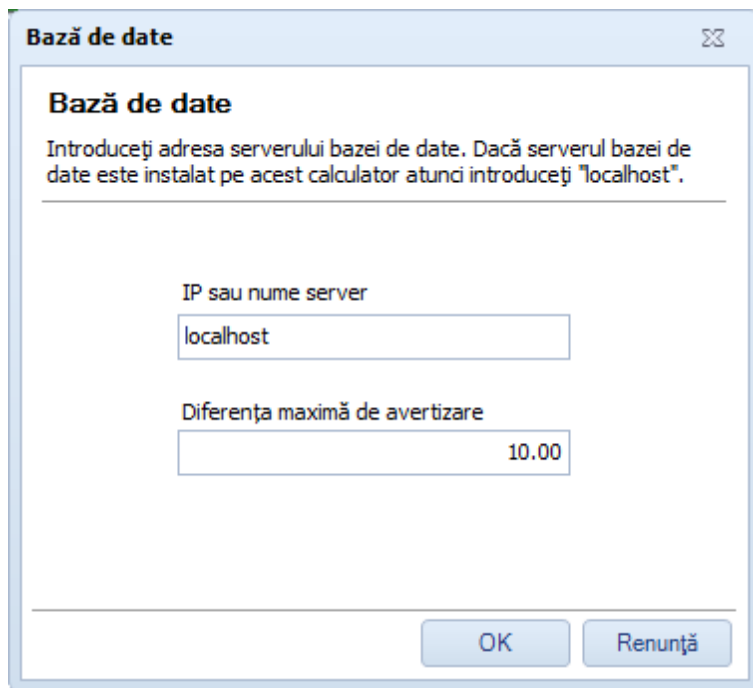 Bază de date
Bază de date
Introduceţi adresa serverului bazei de date. Dacă serverul bazei de
date este instalat pe acest calculator atunci introduceţi "localhost".
IP sau nume server
localhost
Diferența maximă de avertizare
10.00
OK
Renunţă